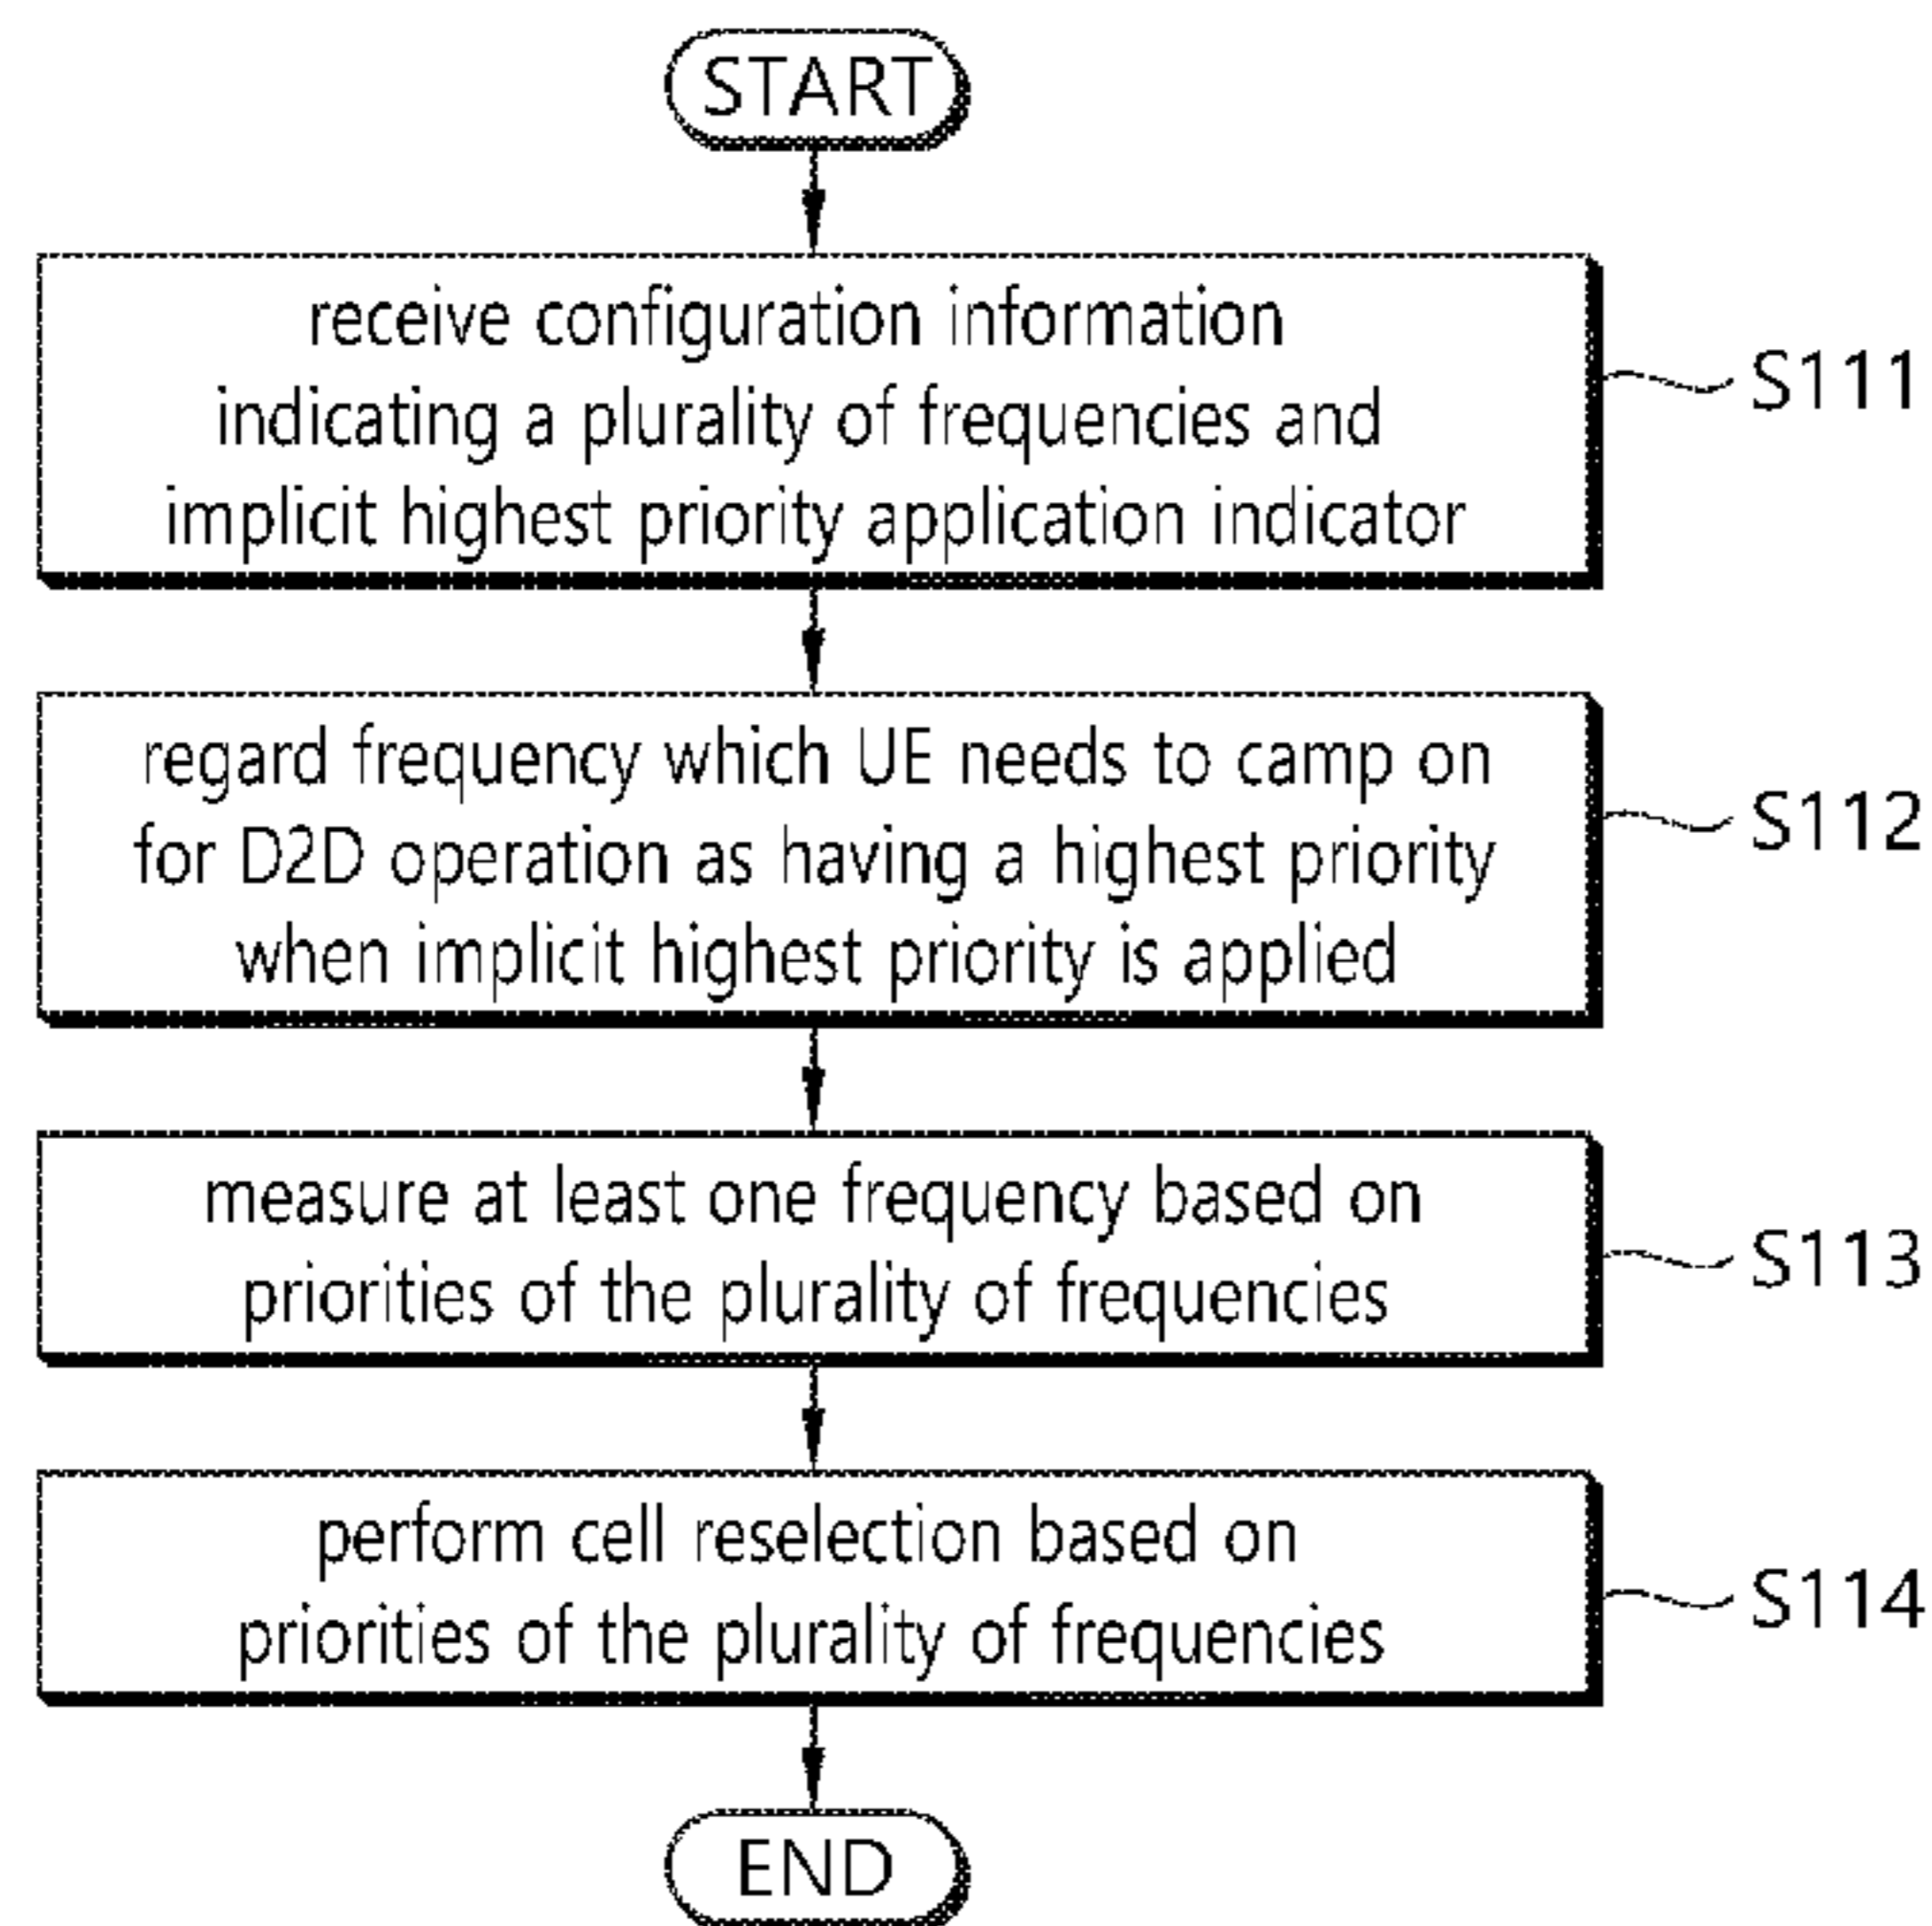 START
receive configuration information
indicating a plurality of frequencies and
implicit highest priority application indicator
S111
regard frequency which UE needs to camp on
for D2D operation as having a highest priority
when implicit highest priority is applied
S112
measure at least one frequency based on
priorities of the plurality of frequencies
S113
perform cell reselection based on
priorities of the plurality of frequencies
S114
END